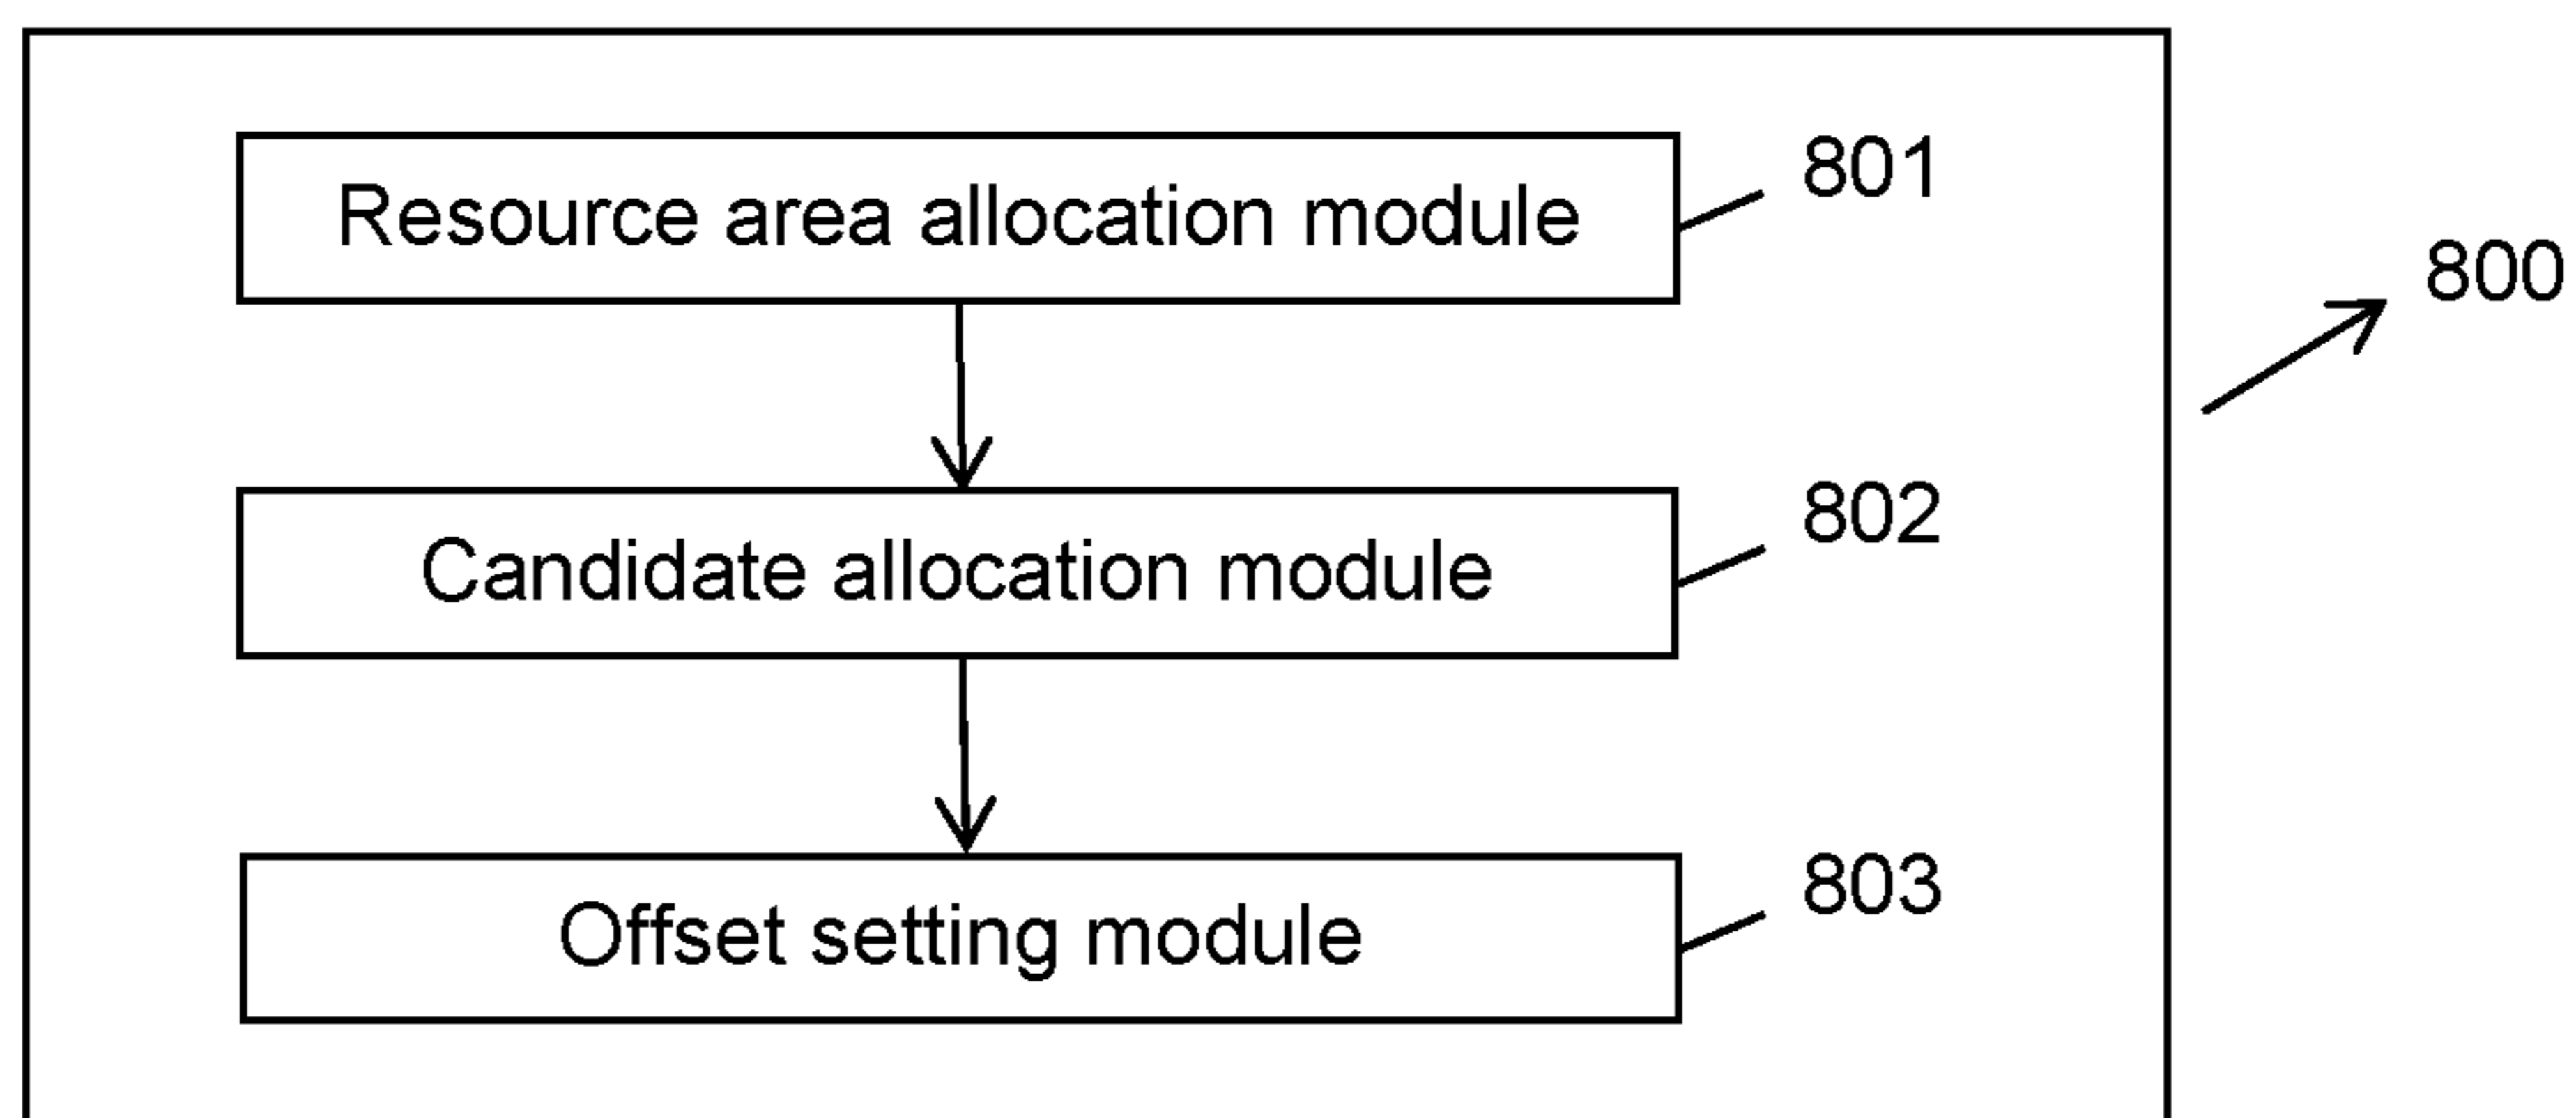 Resource area allocation module
801
800
Candidate allocation module
802
Offset setting module
803